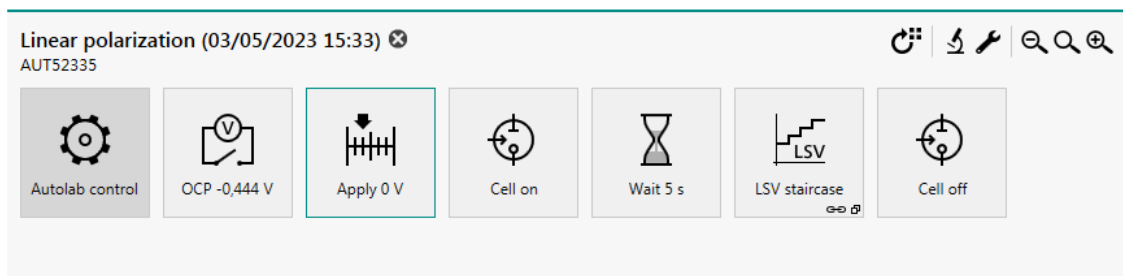 Linear polarization (03/05/2023 15:33)
AUT52335
V
LSV
Autolab control
OCP -0,444 V
Apply 0 V
Cell on
Wait 5 s
LSV staircase
Cell off